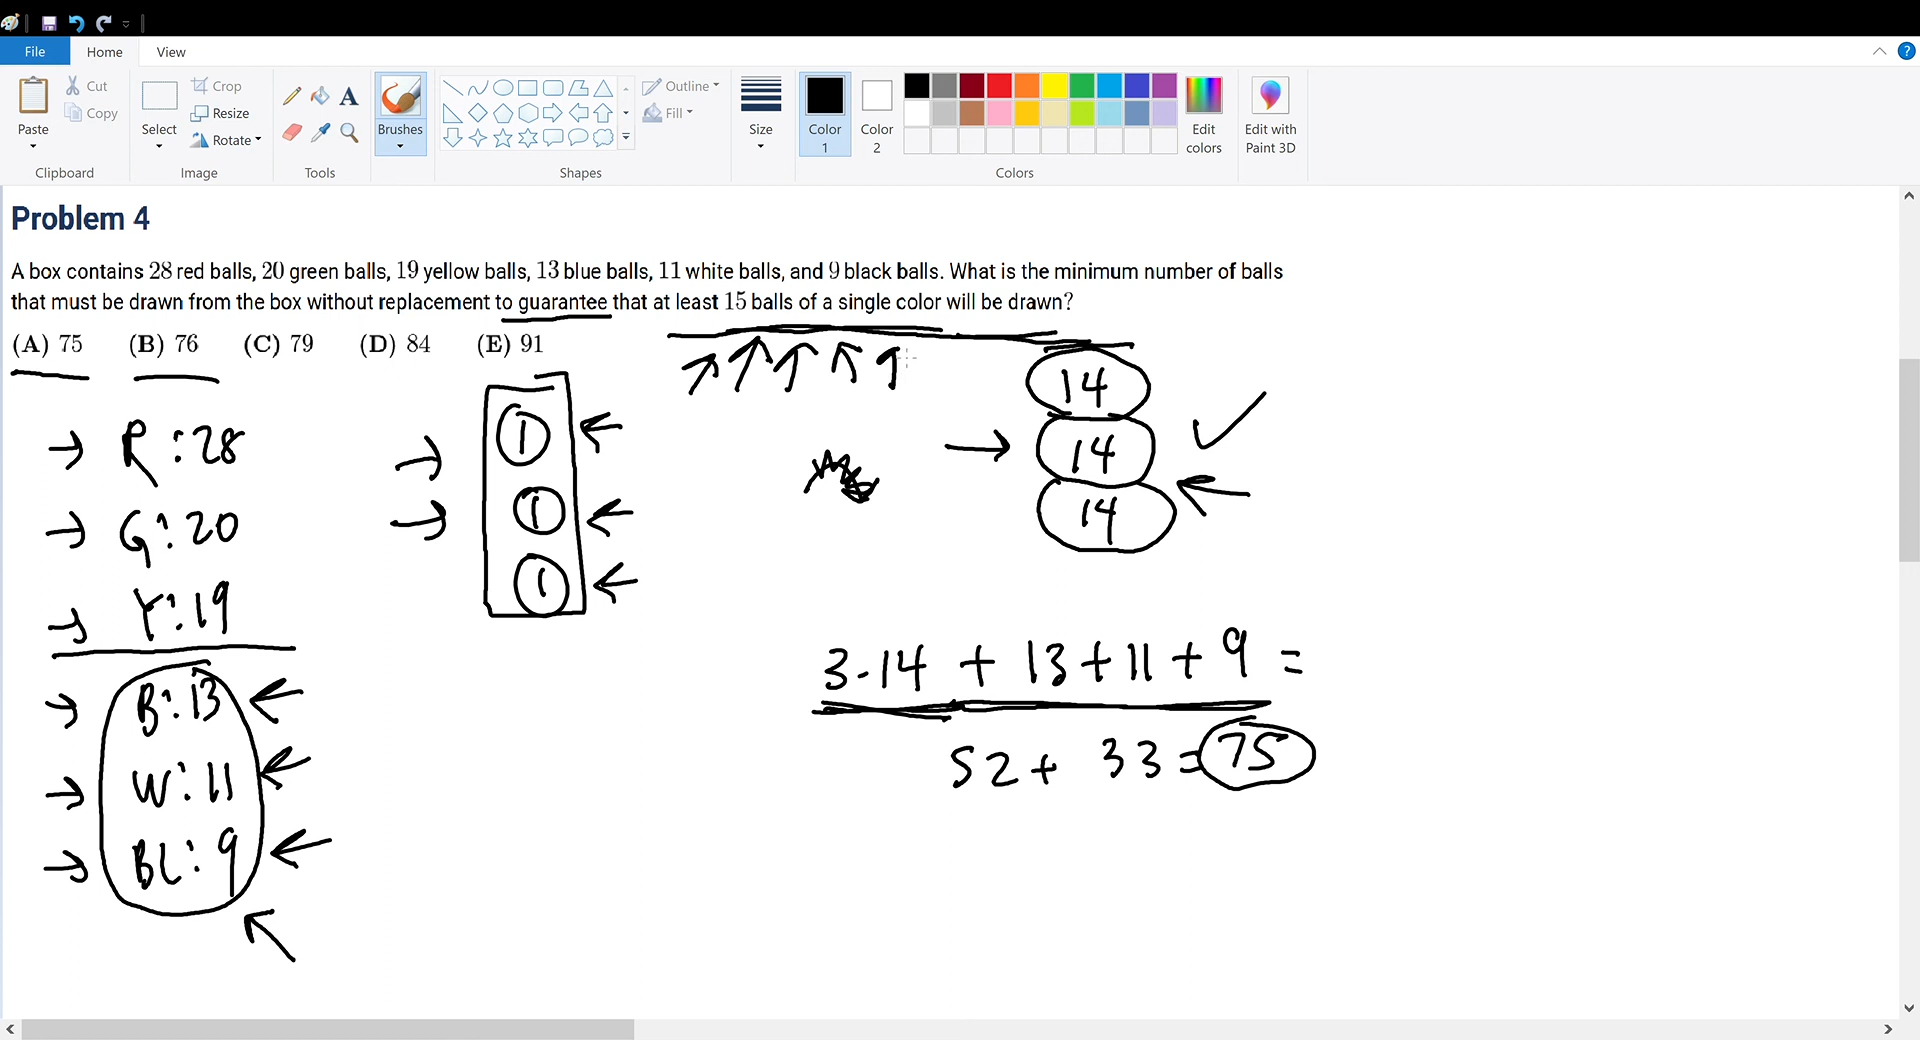 File Home View
Paste
Cut
Copy
Clipboard
Select
Crop
Resize
Rotate
Image
A
Tools
Brushes
Outline
Fill
Shapes
Size
Color 1
Color 2
Edit colors
Edit with Paint 3D
Colors
?
Problem 4
A box contains 28 red balls, 20 green balls, 19 yellow balls, 13 blue balls, 11 white balls, and 9 black balls. What is the minimum number of balls
that must be drawn from the box without replacement to guarantee that at least 15 balls of a single color will be drawn?
(A) 75 (B) 76 (C) 79 (D) 84 (E) 91
→ R:28
→ G:20
→ Y:19
→ B:13
→ W:11
→ BL:9
1
1
1
14
14
14
3·14 + 13+11+9 =
52+ 33=75